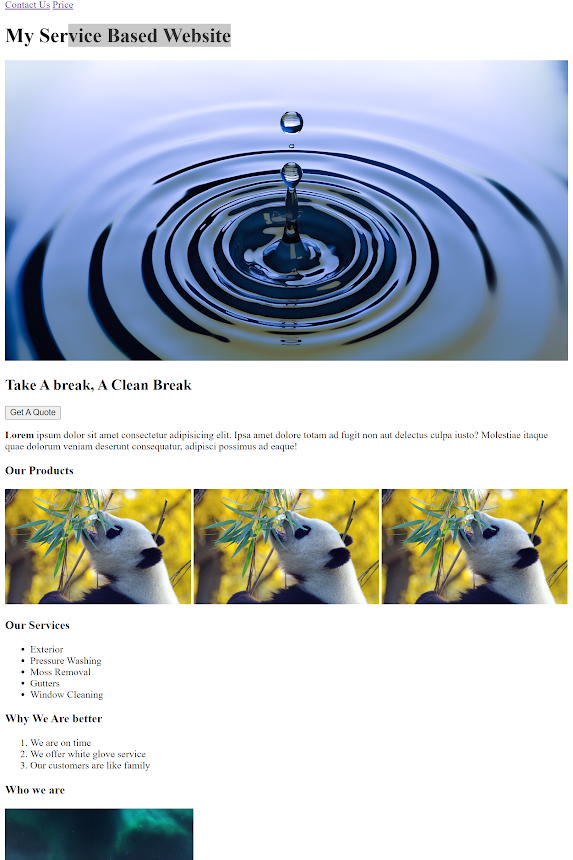 Contact Us Price
My Service Based Website
Take A break, A Clean Break
Get A Quote
Lorem ipsum dolor sit amet consectetur adipisicing elit. Ipsa amet dolore totam ad fugit non aut delectus culpa iusto? Molestiae itaque
quae dolorum veniam deserunt consequatur, adipisci possimus ad eaque!
Our Products
Our Services
• Exterior
• Pressure Washing
• Moss Removal
• Gutters
• Window Cleaning
Why We Are better
1. We are on time
2. We offer white glove service
3. Our customers are like family
Who we are